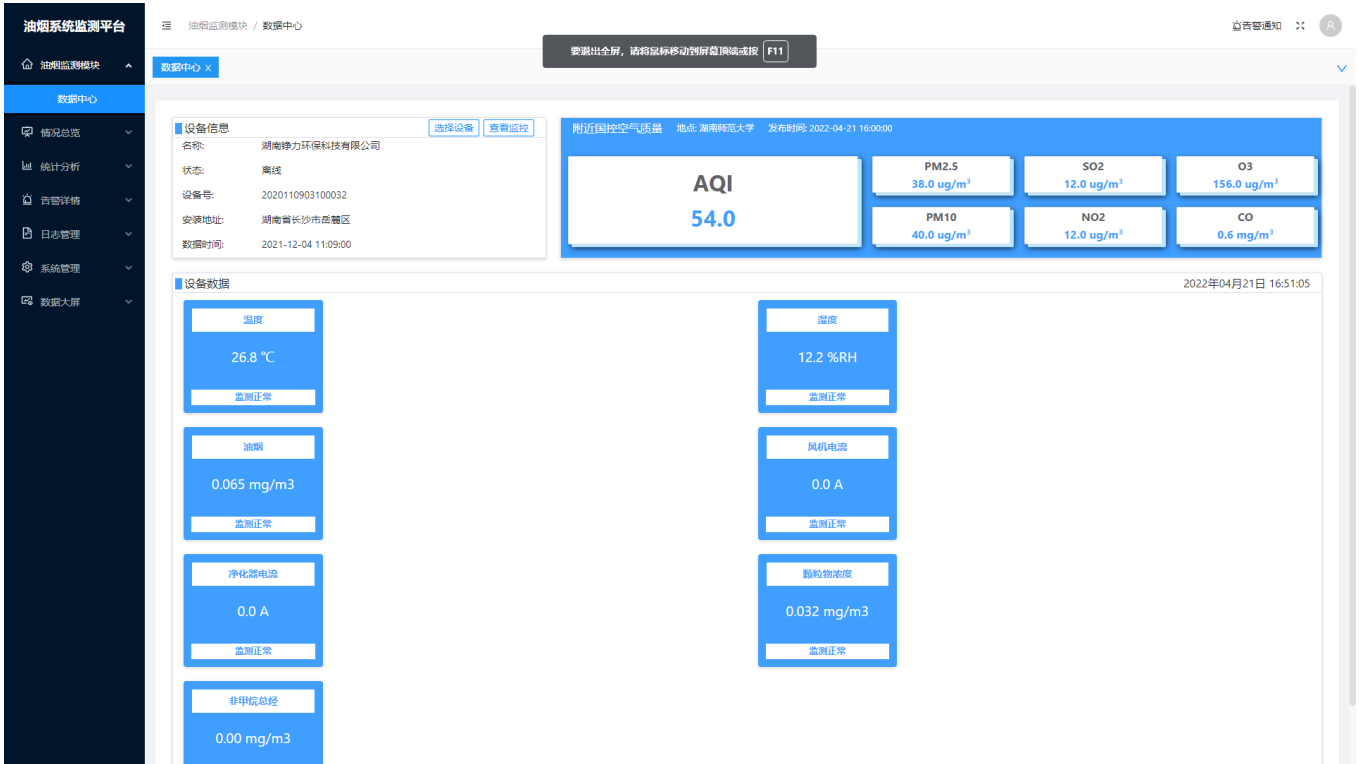 油烟系统监测平台
油烟监测模块 / 数据中心
告警通知
要退出全屏，请将鼠标移动到屏幕顶端或按 F11
油烟监测模块
数据中心
情况总览
统计分析
告警详情
日志管理
系统管理
数据大屏
数据中心 ×
设备信息 选择设备 查看监控
名称: 湖南铮力环保科技有限公司
状态: 离线
设备号: 2020110903100032
安装地址: 湖南省长沙市岳麓区
数据时间: 2021-12-04 11:09:00
附近国控空气质量 地点: 湖南师范大学 发布时间: 2022-04-21 16:00:00
AQI
54.0
PM2.5
38.0 ug/m³
SO2
12.0 ug/m³
O3
156.0 ug/m³
PM10
40.0 ug/m³
NO2
12.0 ug/m³
CO
0.6 mg/m³
设备数据 2022年04月21日 16:51:05
温度
26.8 ℃
监测正常
湿度
12.2 %RH
监测正常
油烟
0.065 mg/m3
监测正常
风机电流
0.0 A
监测正常
净化器电流
0.0 A
监测正常
颗粒物浓度
0.032 mg/m3
监测正常
非甲烷总烃
0.00 mg/m3